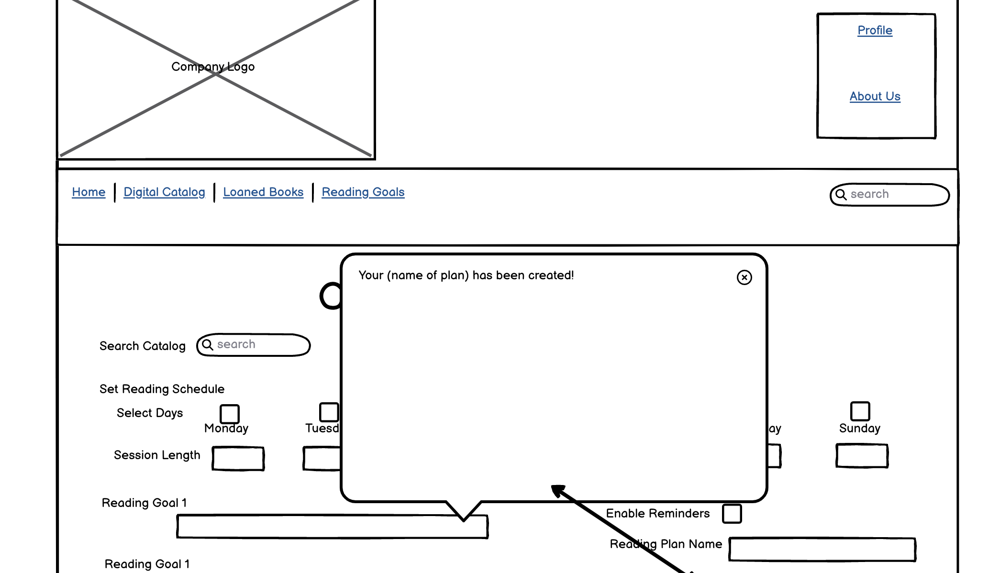 Company Logo
Profile
About Us
Home
Digital Catalog
Loaned Books
Reading Goals
search
Your (name of plan) has been created!
Search Catalog
search
Set Reading Schedule
Select Days
Monday
Tuesd
ay
Sunday
Session Length
Reading Goal 1
Enable Reminders
Reading Plan Name
Reading Goal 1